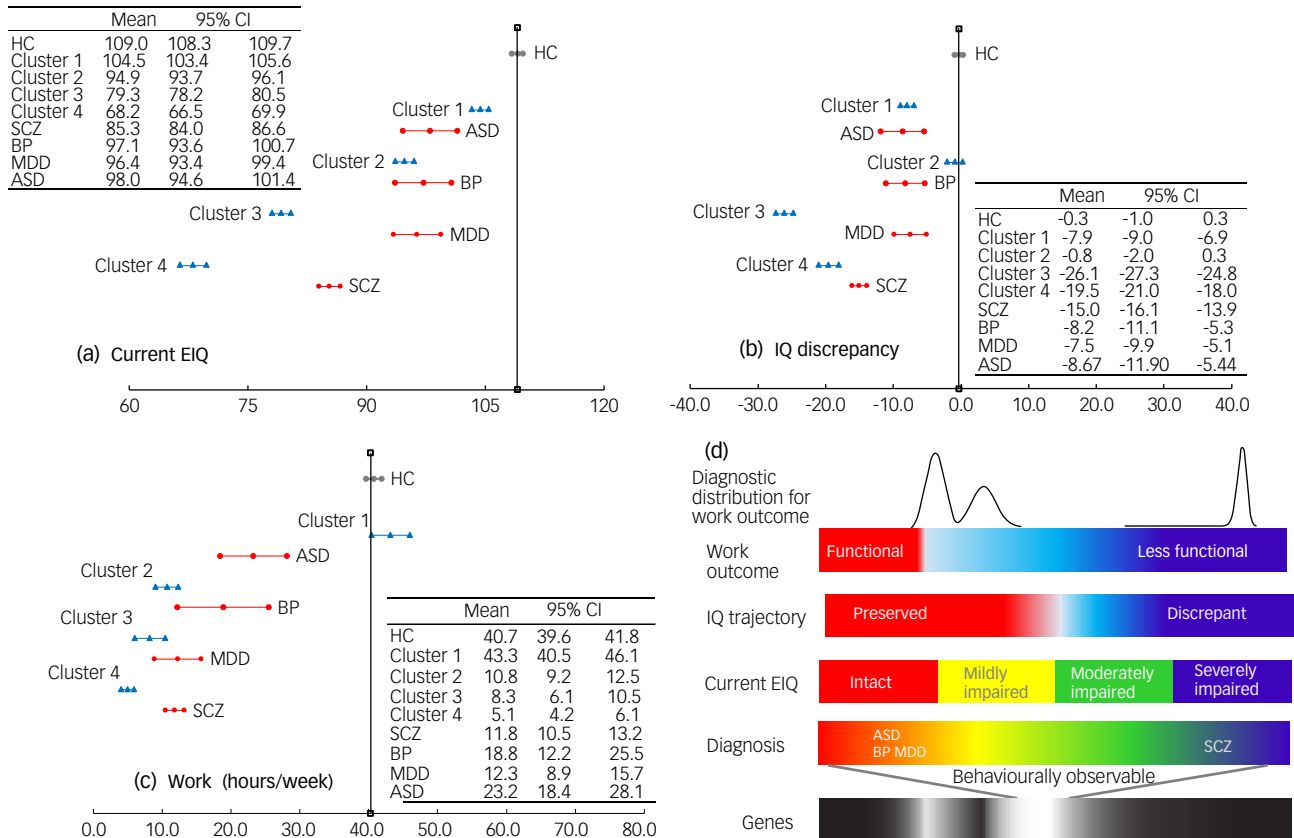 Mean 95% CI
HC 109.0 108.3 109.7
Cluster 1 104.5 103.4 105.6
Cluster 2 94.9 93.7 96.1
Cluster 3 79.3 78.2 80.5
Cluster 4 68.2 66.5 69.9
SCZ 85.3 84.0 86.6
BP 97.1 93.6 100.7
MDD 96.4 93.4 99.4
ASD 98.0 94.6 101.4
HC
Cluster 1
ASD
Cluster 2
BP
Cluster 3
MDD
Cluster 4
SCZ
(a) Current EIQ
60 75 90 105 120
HC
Cluster 1
ASD
Cluster 2
BP
Cluster 3
MDD
Cluster 4
SCZ
(b) IQ discrepancy
Mean 95% CI
HC -0.3 -1.0 0.3
Cluster 1 -7.9 -9.0 -6.9
Cluster 2 -0.8 -2.0 0.3
Cluster 3 -26.1 -27.3 -24.8
Cluster 4 -19.5 -21.0 -18.0
SCZ -15.0 -16.1 -13.9
BP -8.2 -11.1 -5.3
MDD -7.5 -9.9 -5.1
ASD -8.67 -11.90 -5.44
-40.0 -30.0 -20.0 -10.0 0.0 10.0 20.0 30.0 40.0
HC
Cluster 1
ASD
Cluster 2
BP
Cluster 3
MDD
Cluster 4
SCZ
(c) Work (hours/week)
Mean 95% CI
HC 40.7 39.6 41.8
Cluster 1 43.3 40.5 46.1
Cluster 2 10.8 9.2 12.5
Cluster 3 8.3 6.1 10.5
Cluster 4 5.1 4.2 6.1
SCZ 11.8 10.5 13.2
BP 18.8 12.2 25.5
MDD 12.3 8.9 15.7
ASD 23.2 18.4 28.1
0.0 10.0 20.0 30.0 40.0 50.0 60.0 70.0 80.0
(d)
Diagnostic
distribution for
work outcome
Work
outcome
Functional
Less functional
IQ trajectory
Preserved
Discrepant
Current EIQ
Intact
Mildly
impaired
Moderately
impaired
Severely
impaired
Diagnosis
ASD
BP MDD
SCZ
Behaviourally observable
Genes